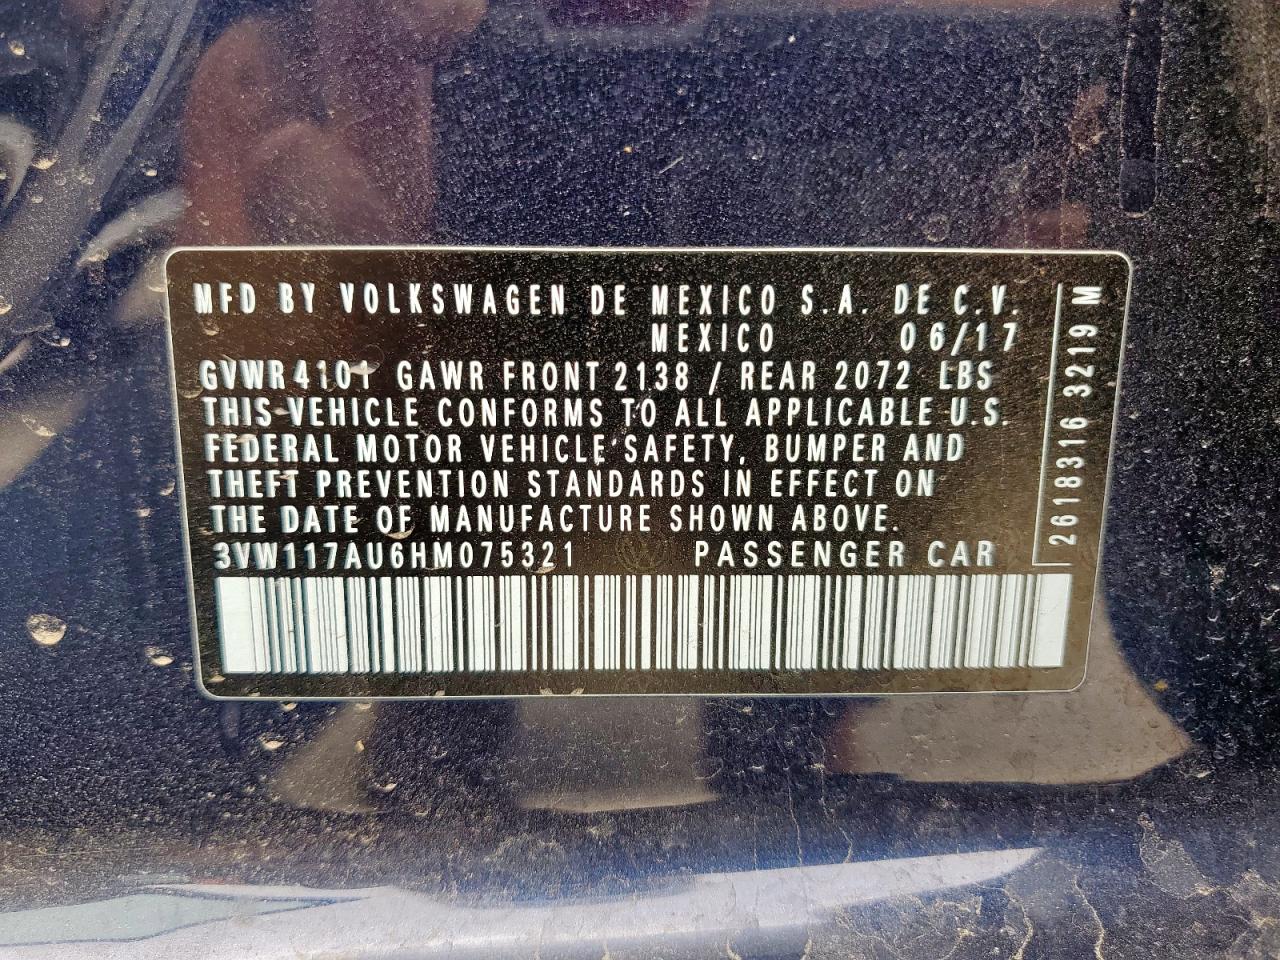 MFD BY VOLKSWAGEN DE MEXICO S.A. DE C.V.
MEXICO 06/17
GVWR 4101 GAWR FRONT 2138 / REAR 2072 LBS
THIS VEHICLE CONFORMS TO ALL APPLICABLE U.S.
FEDERAL MOTOR VEHICLE SAFETY, BUMPER AND
THEFT PREVENTION STANDARDS IN EFFECT ON
THE DATE OF MANUFACTURE SHOWN ABOVE.
3VW117AU6HM075321 PASSENGER CAR
2618316 3219 M